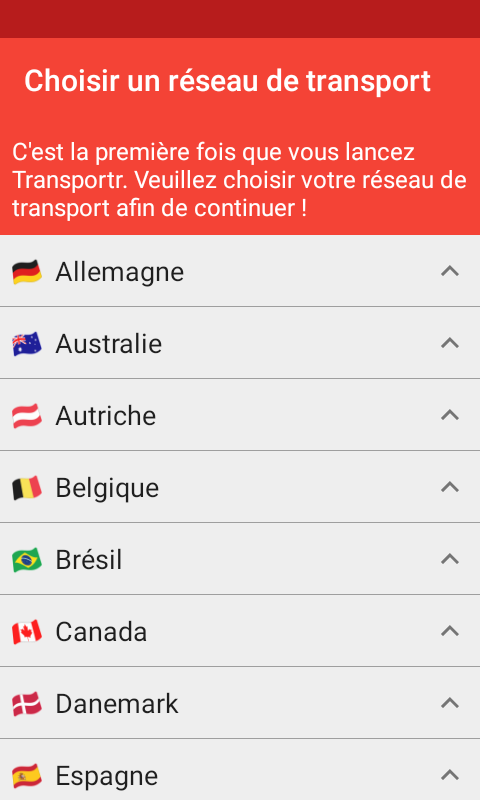 Choisir un réseau de transport
C'est la première fois que vous lancez
Transportr. Veuillez choisir votre réseau de
transport afin de continuer !
Allemagne
Australie
Autriche
Belgique
Brésil
Canada
Danemark
Espagne